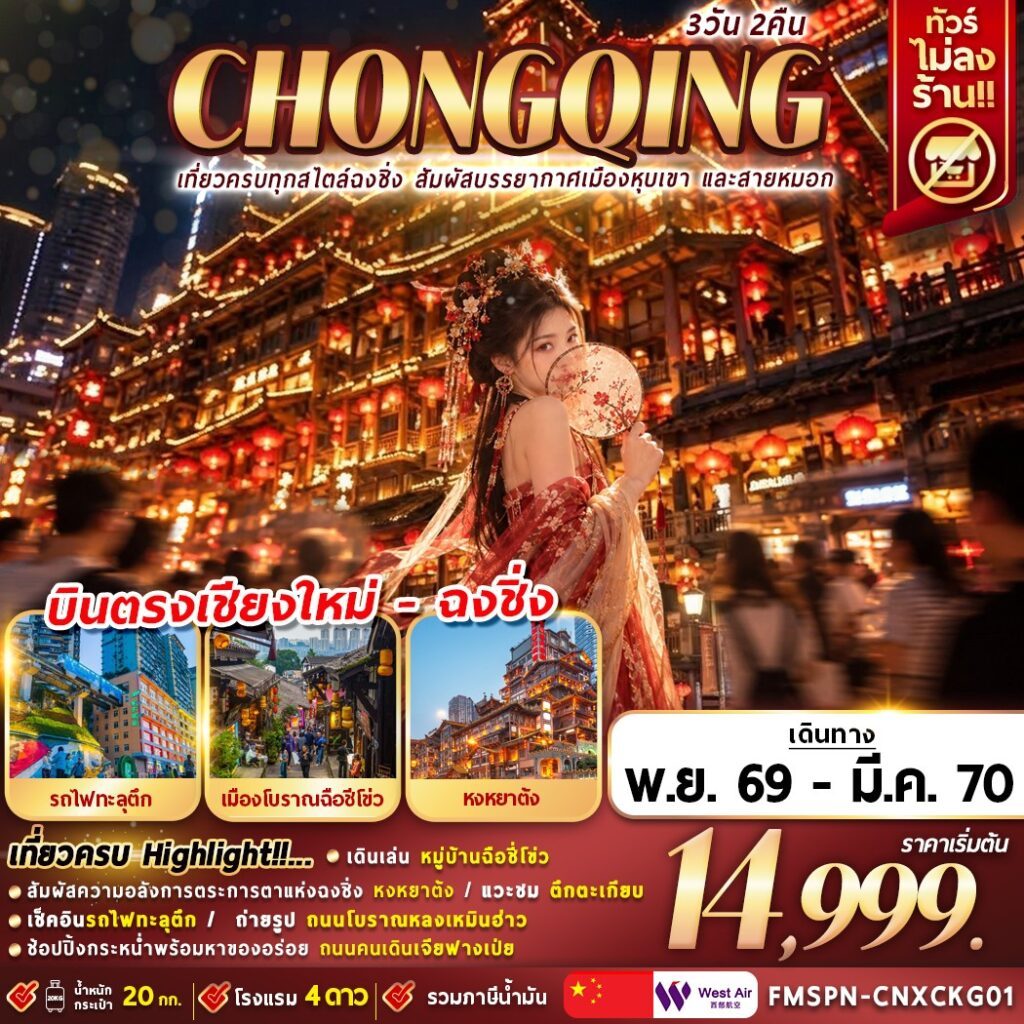 3วัน 2คืน
CHONGQING
เที่ยวครบทุกสไตล์ฉงชิ่ง สัมผัสบรรยากาศเมืองหุบเขา และสายหมอก
ทัวร์
ไม่ลง
ร้าน!!
บินตรงเชียงใหม่ - ฉงชิ่ง
รถไฟทะลุตึก
เมืองโบราณฉือชีโข่ว
หงหยาต้ง
เดินทาง
พ.ย. 69 - มี.ค. 70
เที่ยวครบ Highlight!!... • เดินเล่น หมู่บ้านฉือชี่โข่ว
• สัมผัสความอลังการตระการตาแห่งฉงชิ่ง หงหยาต้ง / แวะชม ตึกตะเกียบ
• เช็คอินรถไฟทะลุตึก / ถ่ายรูป ถนนโบราณหลงเหมินฮ่าว
• ช้อปปิ้งกระหน่ำพร้อมหาของอร่อย ถนนคนเดินเจียฟางเป่ย
ราคาเริ่มต้น
14,999.
20KG
น้ำหนัก
กระเป๋า 20 กก.
โรงแรม 4 ดาว
รวมภาษีน้ำมัน
West Air
西部航空
FMSPN-CNXCKG01